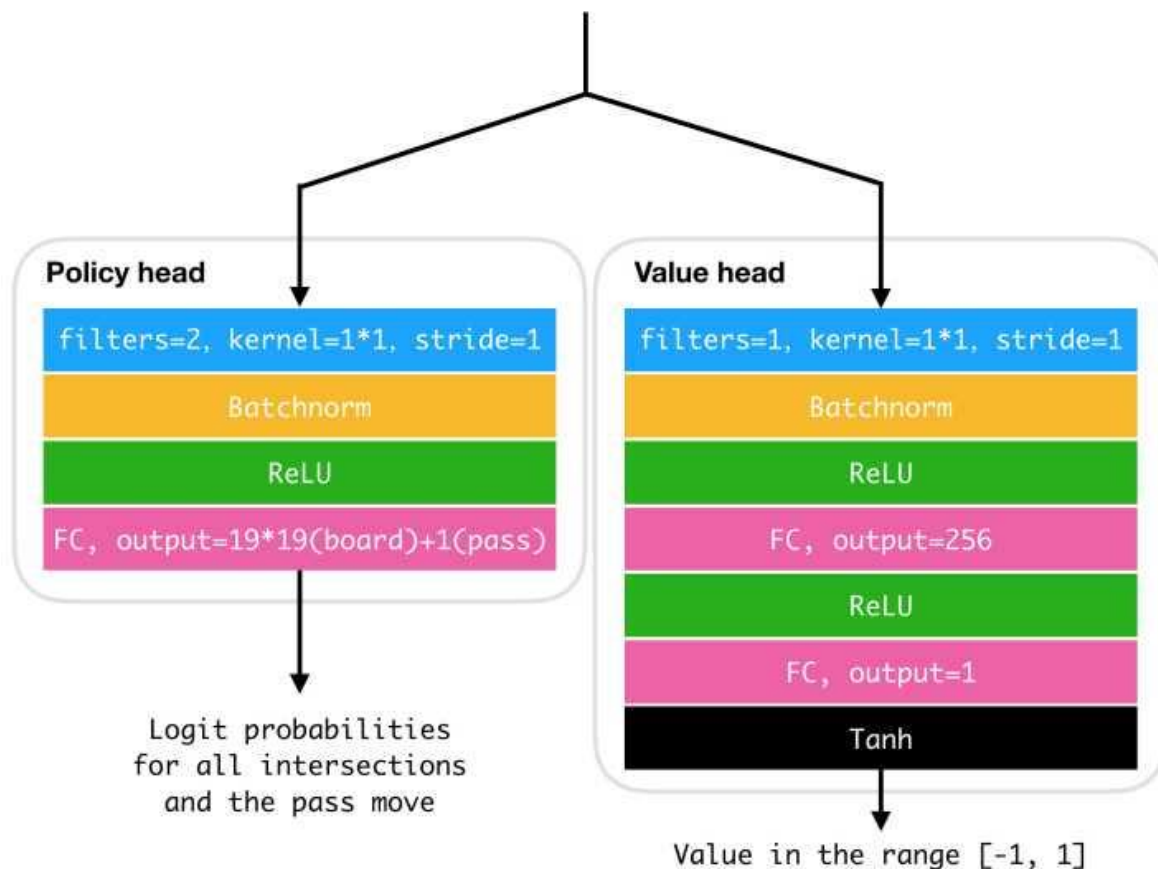 Policy head
filters=2, kernel=1*1, stride=1
Batchnorm
ReLU
FC, output=19*19(board)+1(pass)
Logit probabilities
for all intersections
and the pass move
Value head
filters=1, kernel=1*1, stride=1
Batchnorm
ReLU
FC, output=256
ReLU
FC, output=1
Tanh
Value in the range [-1, 1]